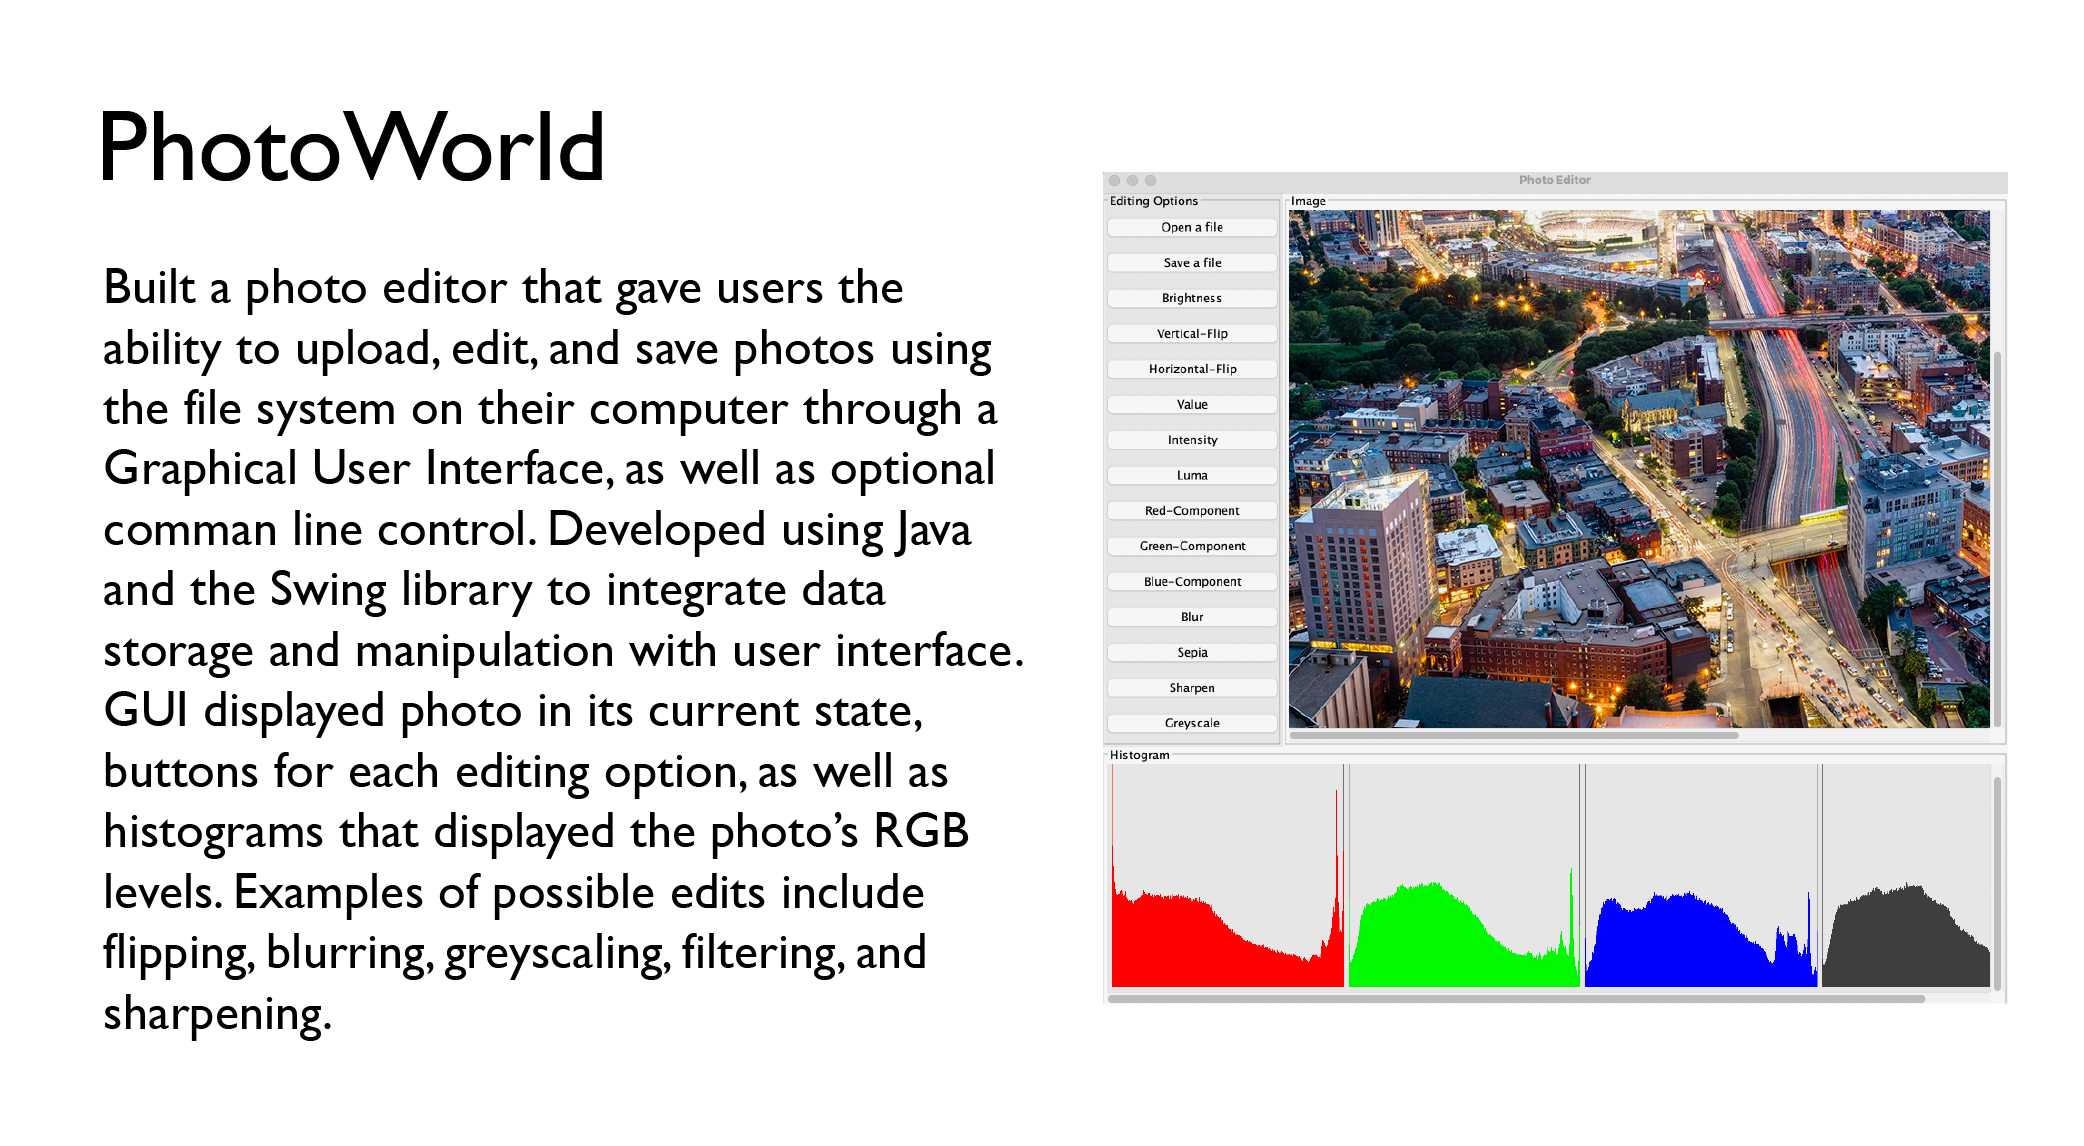 PhotoWorld
Built a photo editor that gave users the
ability to upload, edit, and save photos using
the file system on their computer through a
Graphical User Interface, as well as optional
comman line control. Developed using Java
and the Swing library to integrate data
storage and manipulation with user interface.
GUI displayed photo in its current state,
buttons for each editing option, as well as
histograms that displayed the photo’s RGB
levels. Examples of possible edits include
flipping, blurring, greyscaling, filtering, and
sharpening.
Photo Editor
Editing Options
Open a file
Save a file
Brightness
Vertical-Flip
Horizontal-Flip
Value
Intensity
Luma
Red-Component
Green-Component
Blue-Component
Blur
Sepia
Sharpen
Greyscale
Image
Histogram